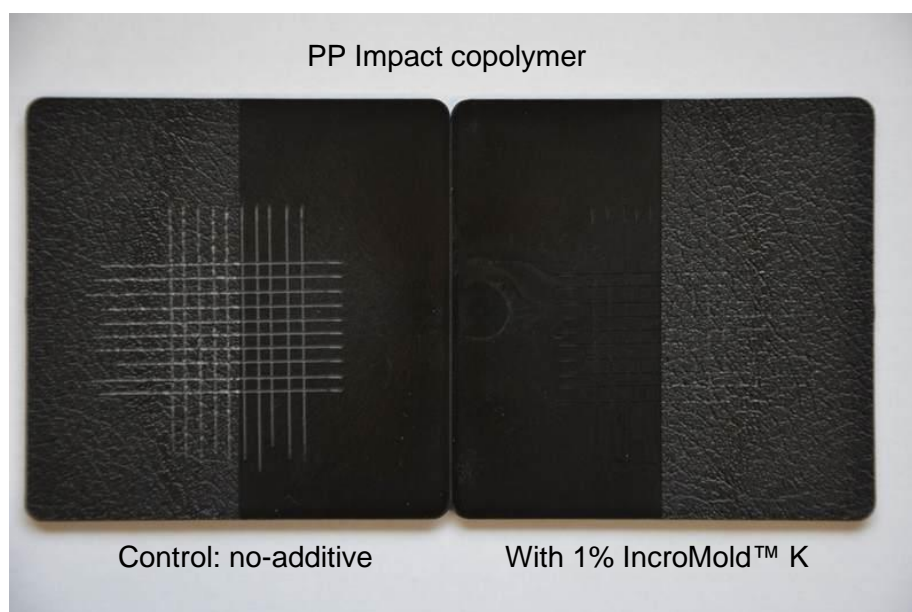 PP Impact copolymer
Control: no-additive
With 1% IncroMold™ K